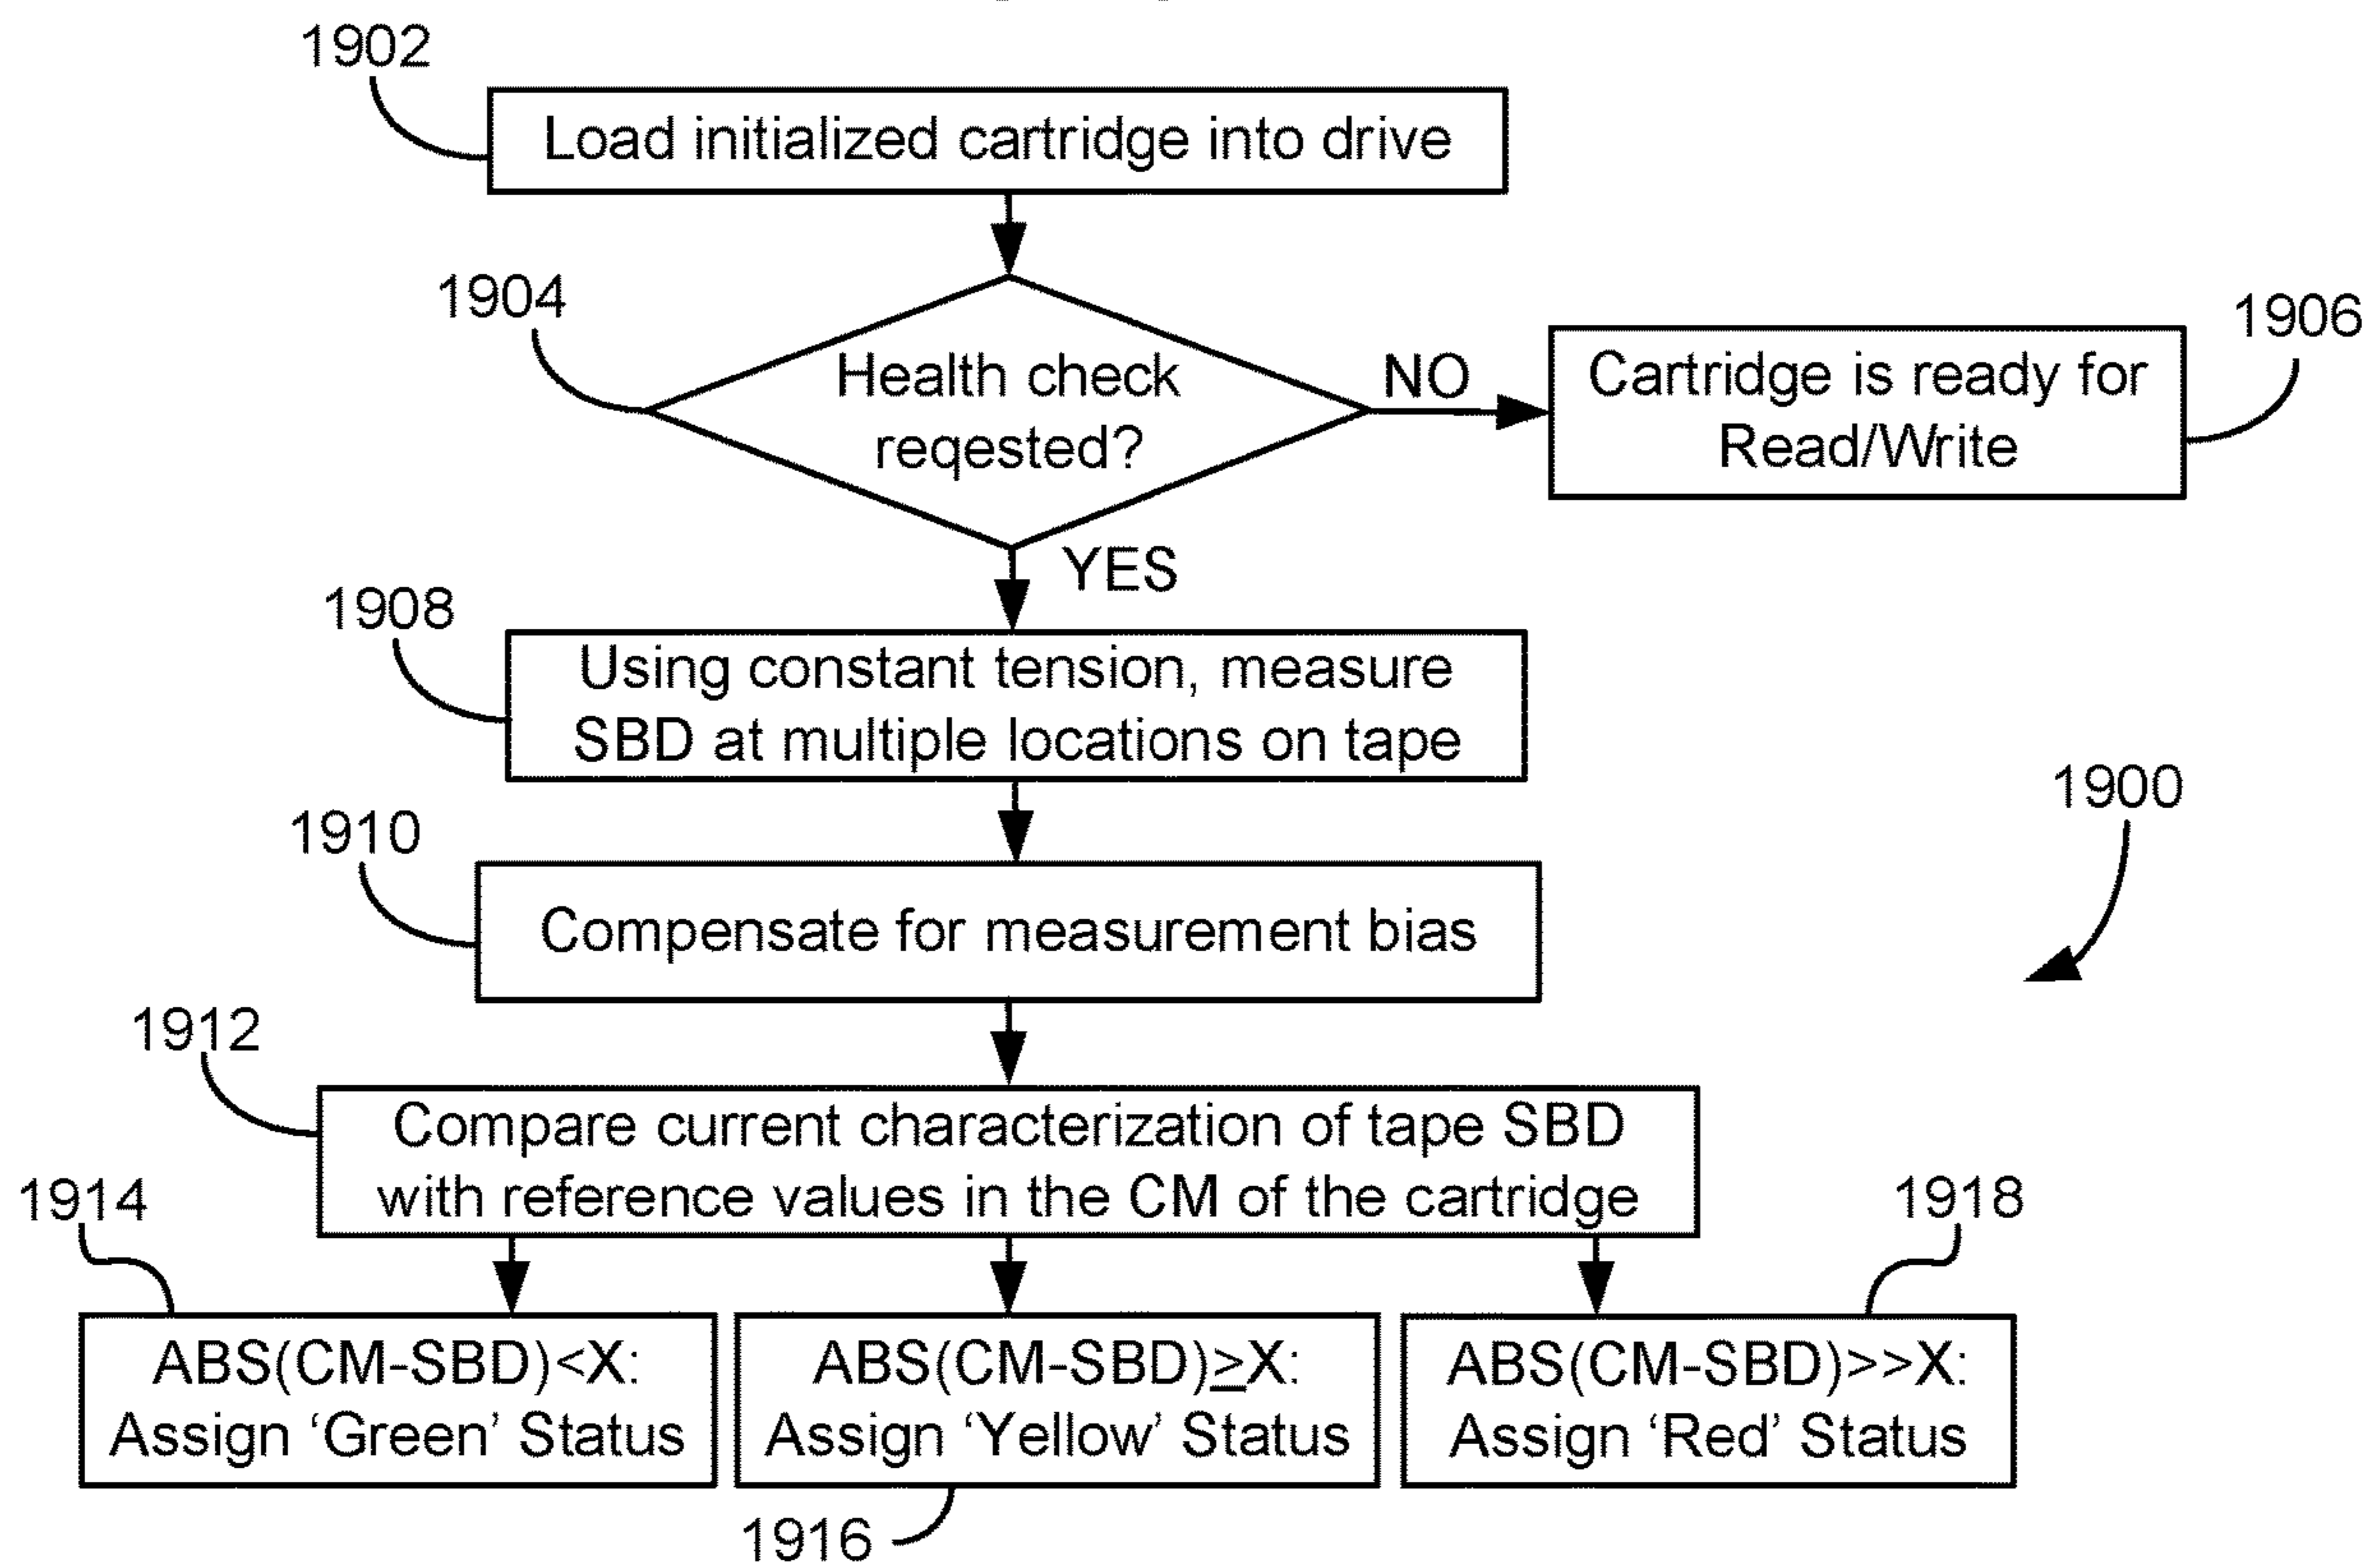 1902
Load initialized cartridge into drive
1904
Health check
reqested?
NO
1906
Cartridge is ready for
Read/Write
YES
1908
Using constant tension, measure
SBD at multiple locations on tape
1900
1910
Compensate for measurement bias
1912
Compare current characterization of tape SBD
with reference values in the CM of the cartridge
1914
1918
ABS(CM-SBD)<X:
Assign ‘Green’ Status
ABS(CM-SBD)≥X:
Assign ‘Yellow’ Status
ABS(CM-SBD)>>X:
Assign ‘Red’ Status
1916